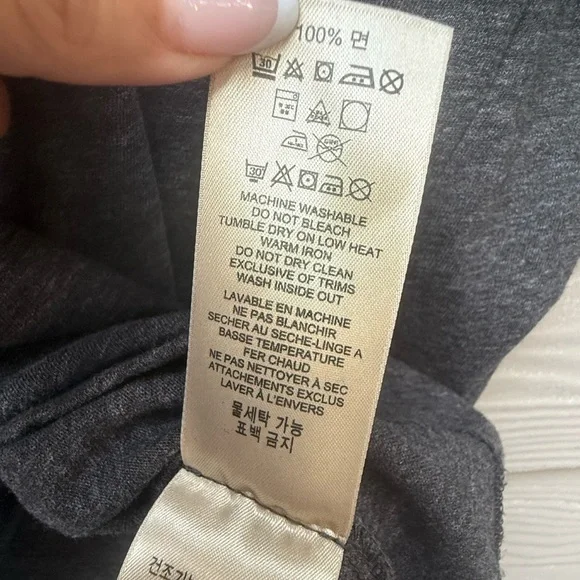 100% 면
30
30
MACHINE WASHABLE
DO NOT BLEACH
TUMBLE DRY ON LOW HEAT
WARM IRON
DO NOT DRY CLEAN
EXCLUSIVE OF TRIMS
WASH INSIDE OUT
LAVABLE EN MACHINE
NE PAS BLANCHIR
SECHER AU SECHE-LINGE A
BASSE TEMPERATURE
FER CHAUD
NE PAS NETTOYER À SEC
ATTACHEMENTS EXCLUS
LAVER À L'ENVERS
물세탁 가능
표백 금지